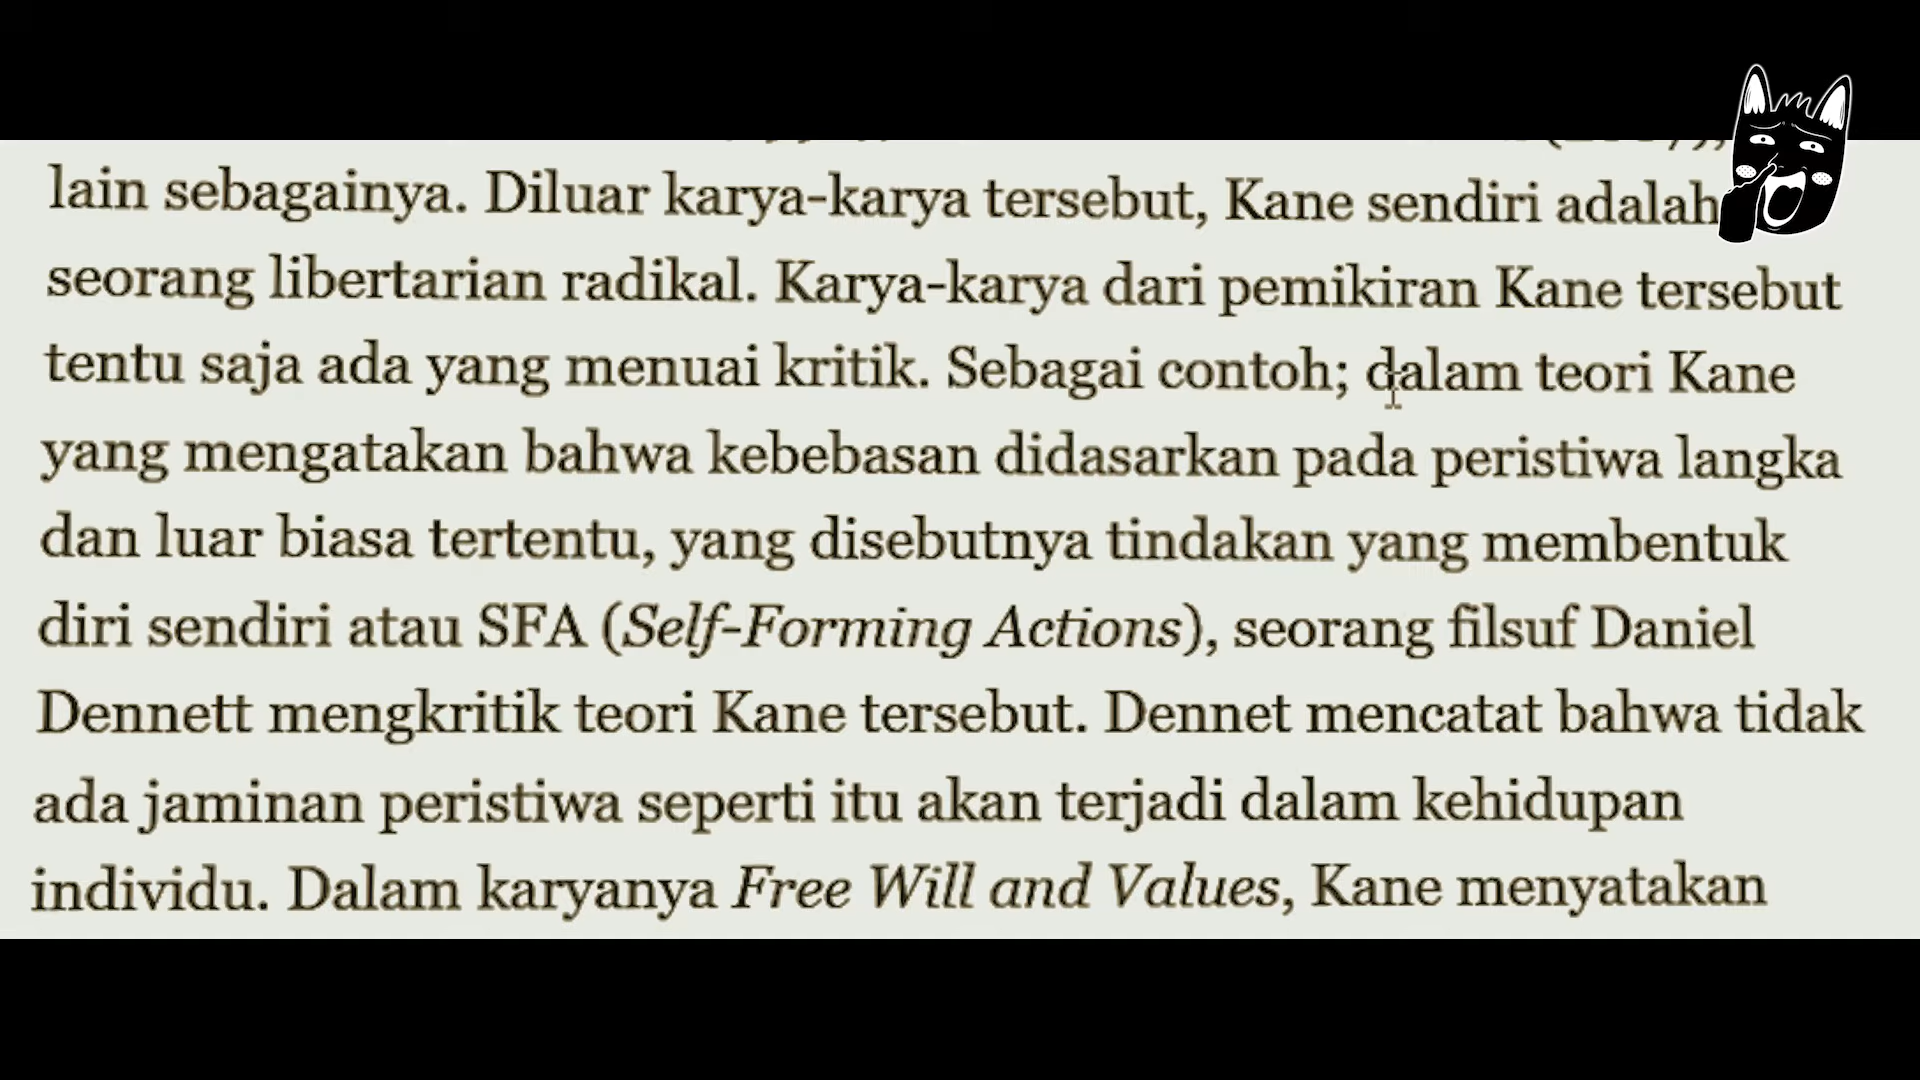 lain sebagainya. Diluar karya-karya tersebut, Kane sendiri adalah
seorang libertarian radikal. Karya-karya dari pemikiran Kane tersebut
tentu saja ada yang menuai kritik. Sebagai contoh; dalam teori Kane
yang mengatakan bahwa kebebasan didasarkan pada peristiwa langka
dan luar biasa tertentu, yang disebutnya tindakan yang membentuk
diri sendiri atau SFA (Self-Forming Actions), seorang filsuf Daniel
Dennett mengkritik teori Kane tersebut. Dennet mencatat bahwa tidak
ada jaminan peristiwa seperti itu akan terjadi dalam kehidupan
individu. Dalam karyanya Free Will and Values, Kane menyatakan